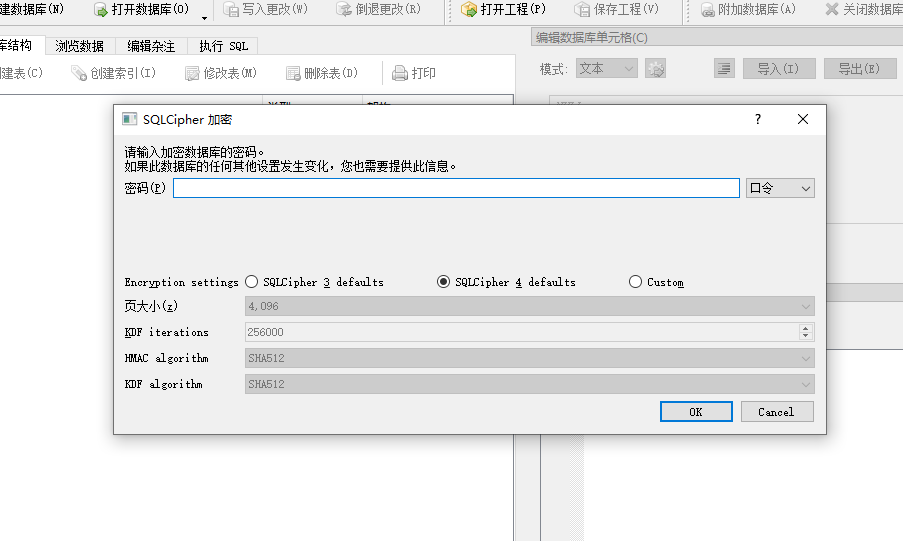 建数据库(N) 打开数据库(O) 写入更改(W) 倒退更改(R) 打开工程(P) 保存工程(V) 附加数据库(A) 关闭数据库
库结构 浏览数据 编辑杂注 执行 SQL 编辑数据库单元格(C)
创建表(C) 创建索引(I) 修改表(M) 删除表(D) 打印 模式: 文本 导入(I) 导出(E)
SQLCipher 加密 ?
请输入加密数据库的密码。
如果此数据库的任何其他设置发生变化，您也需要提供此信息。
密码(P) 口令
Encryption settings SQLCipher 3 defaults SQLCipher 4 defaults Custom
页大小(z) 4,096
KDF iterations 256000
HMAC algorithm SHA512
KDF algorithm SHA512
OK Cancel